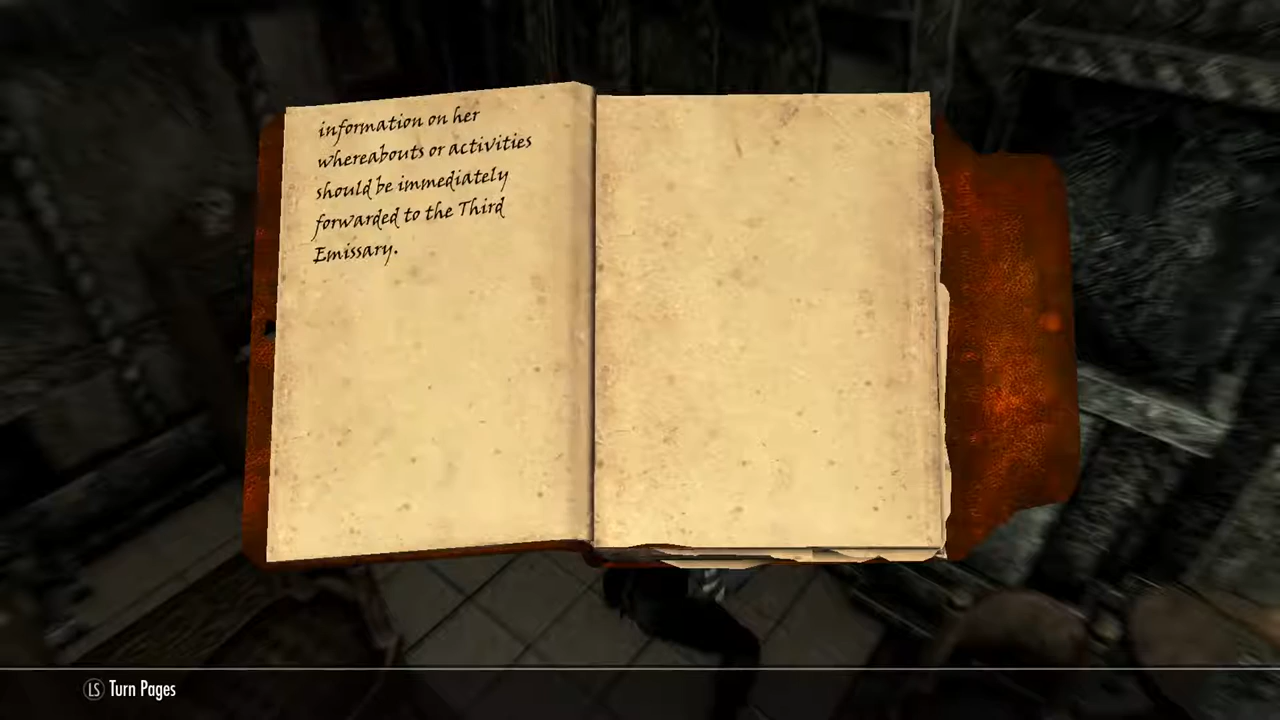 information on her
whereabouts or activities
should be immediately
forwarded to the Third
Emissary.
LS Turn Pages